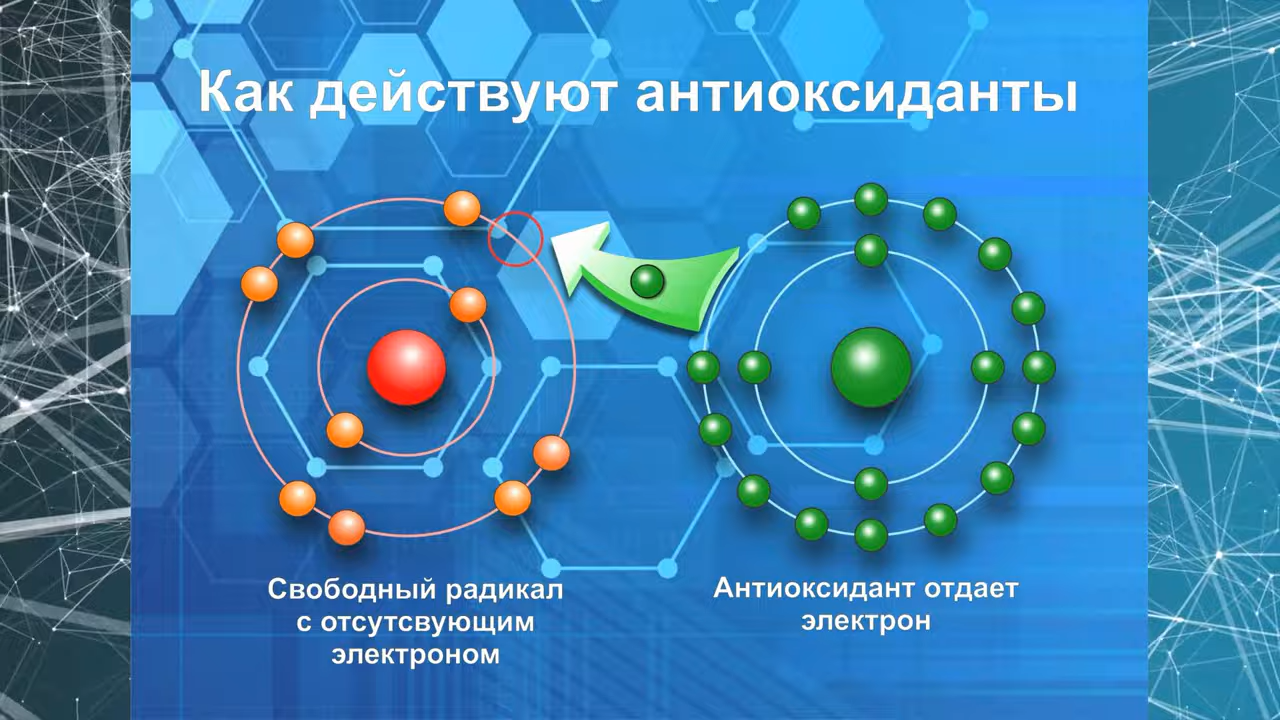 Как действуют антиоксиданты
Свободный радикал
с отсутсвующим
электроном
Антиоксидант отдает
электрон